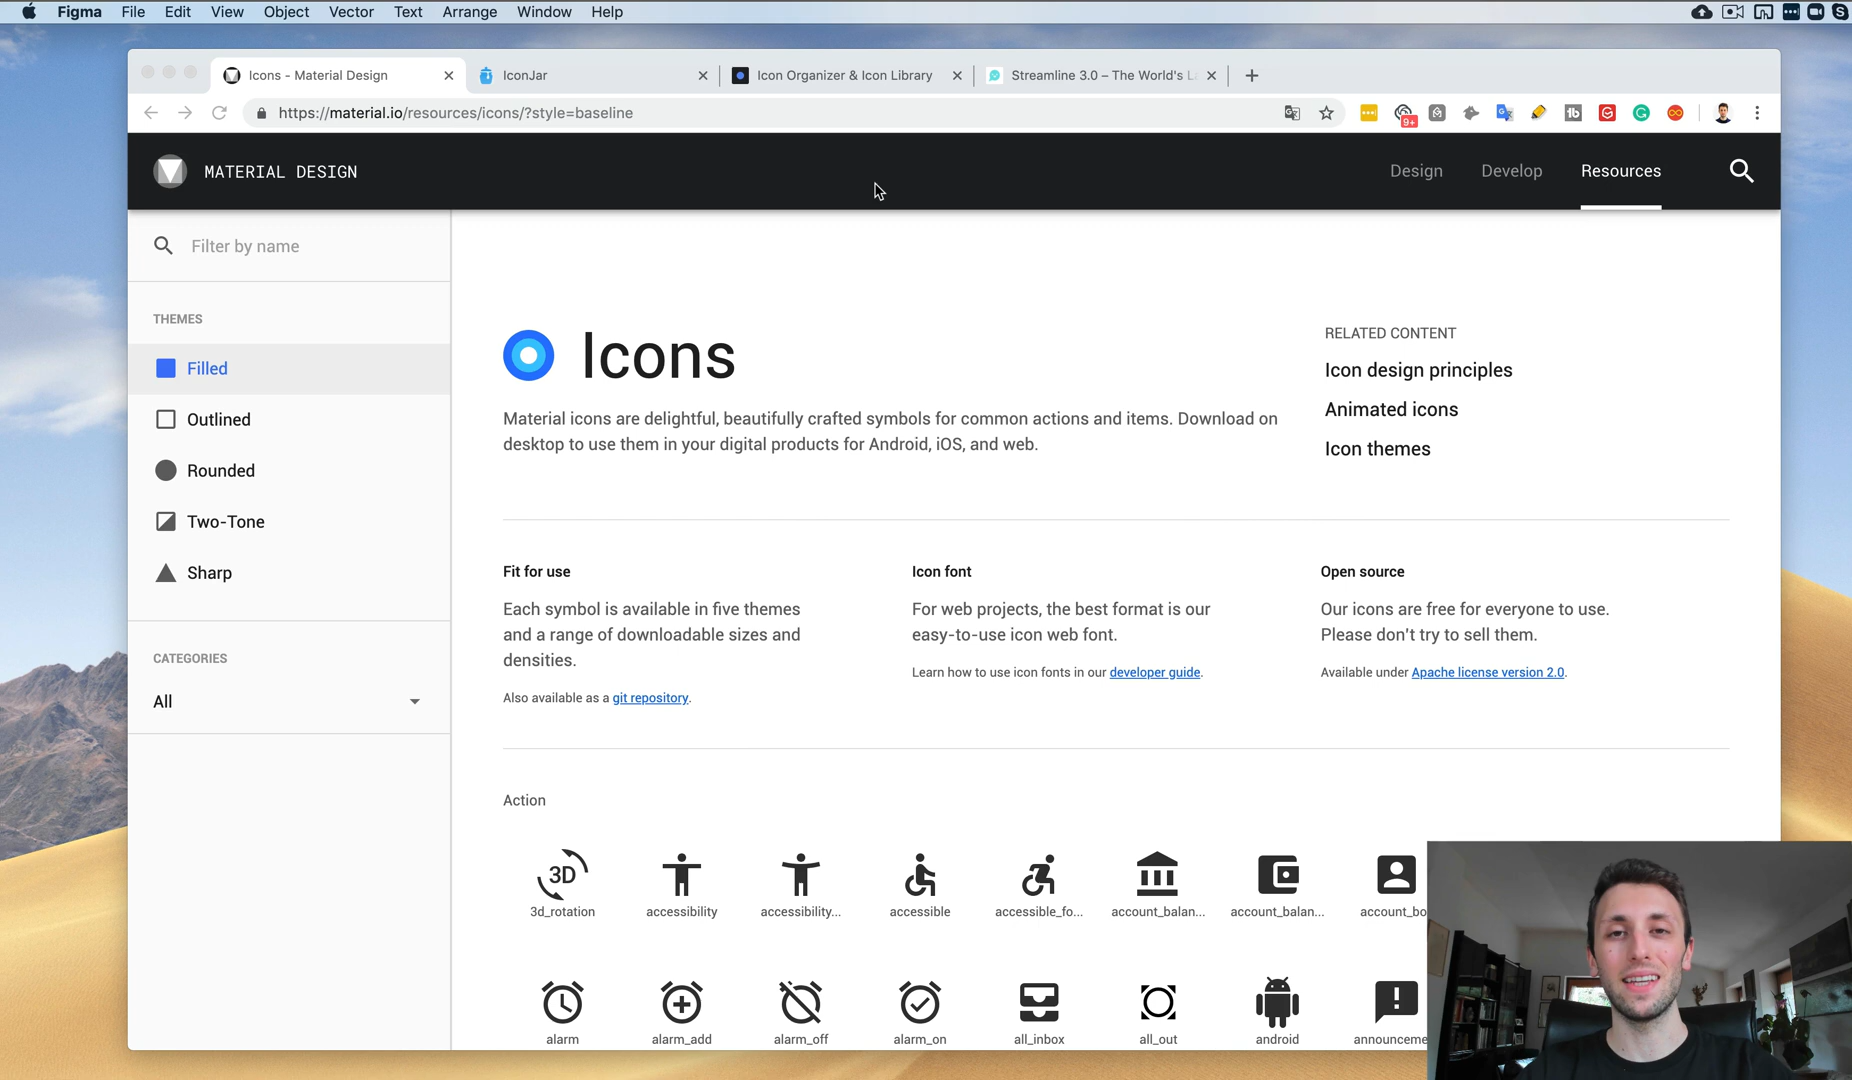 Figma File Edit View Object Vector Text Arrange Window Help
Icons - Material Design
IconJar
Icon Organizer & Icon Library
Streamline 3.0 – The World's L
https://material.io/resources/icons/?style=baseline
9+
MATERIAL DESIGN
Design Develop Resources
Filter by name
THEMES
Filled
Outlined
Rounded
Two-Tone
Sharp
CATEGORIES
All
Icons
Material icons are delightful, beautifully crafted symbols for common actions and items. Download on
desktop to use them in your digital products for Android, iOS, and web.
RELATED CONTENT
Icon design principles
Animated icons
Icon themes
Fit for use
Each symbol is available in five themes
and a range of downloadable sizes and
densities.
Also available as a git repository.
Icon font
For web projects, the best format is our
easy-to-use icon web font.
Learn how to use icon fonts in our developer guide.
Open source
Our icons are free for everyone to use.
Please don't try to sell them.
Available under Apache license version 2.0.
Action
3D
3d_rotation accessibility accessibility... accessible accessible_fo... account_balan... account_balan... account_bo
alarm alarm_add alarm_off alarm_on all_inbox all_out android announceme